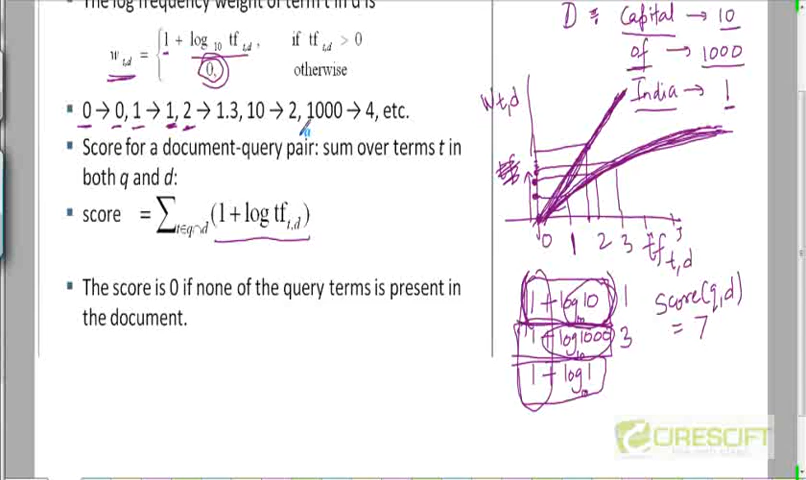 The log frequency weight of term t in d is
w t,d = { 1 + log 10 tf t,d , if tf t,d > 0
0, otherwise
0 → 0, 1 → 1, 2 → 1.3, 10 → 2, 1000 → 4, etc.
Score for a document-query pair: sum over terms t in
both q and d:
score = ∑ t∈q∩d (1 + log tf t,d )
The score is 0 if none of the query terms is present in
the document.
D : Capital → 10
of → 1000
India → 1
Wt,d
0 1 2 3 tf t,d
1 + log 10 1
1 + log 1000 3
1 + log 1
Score(q,d)
= 7
CIRESCIFT